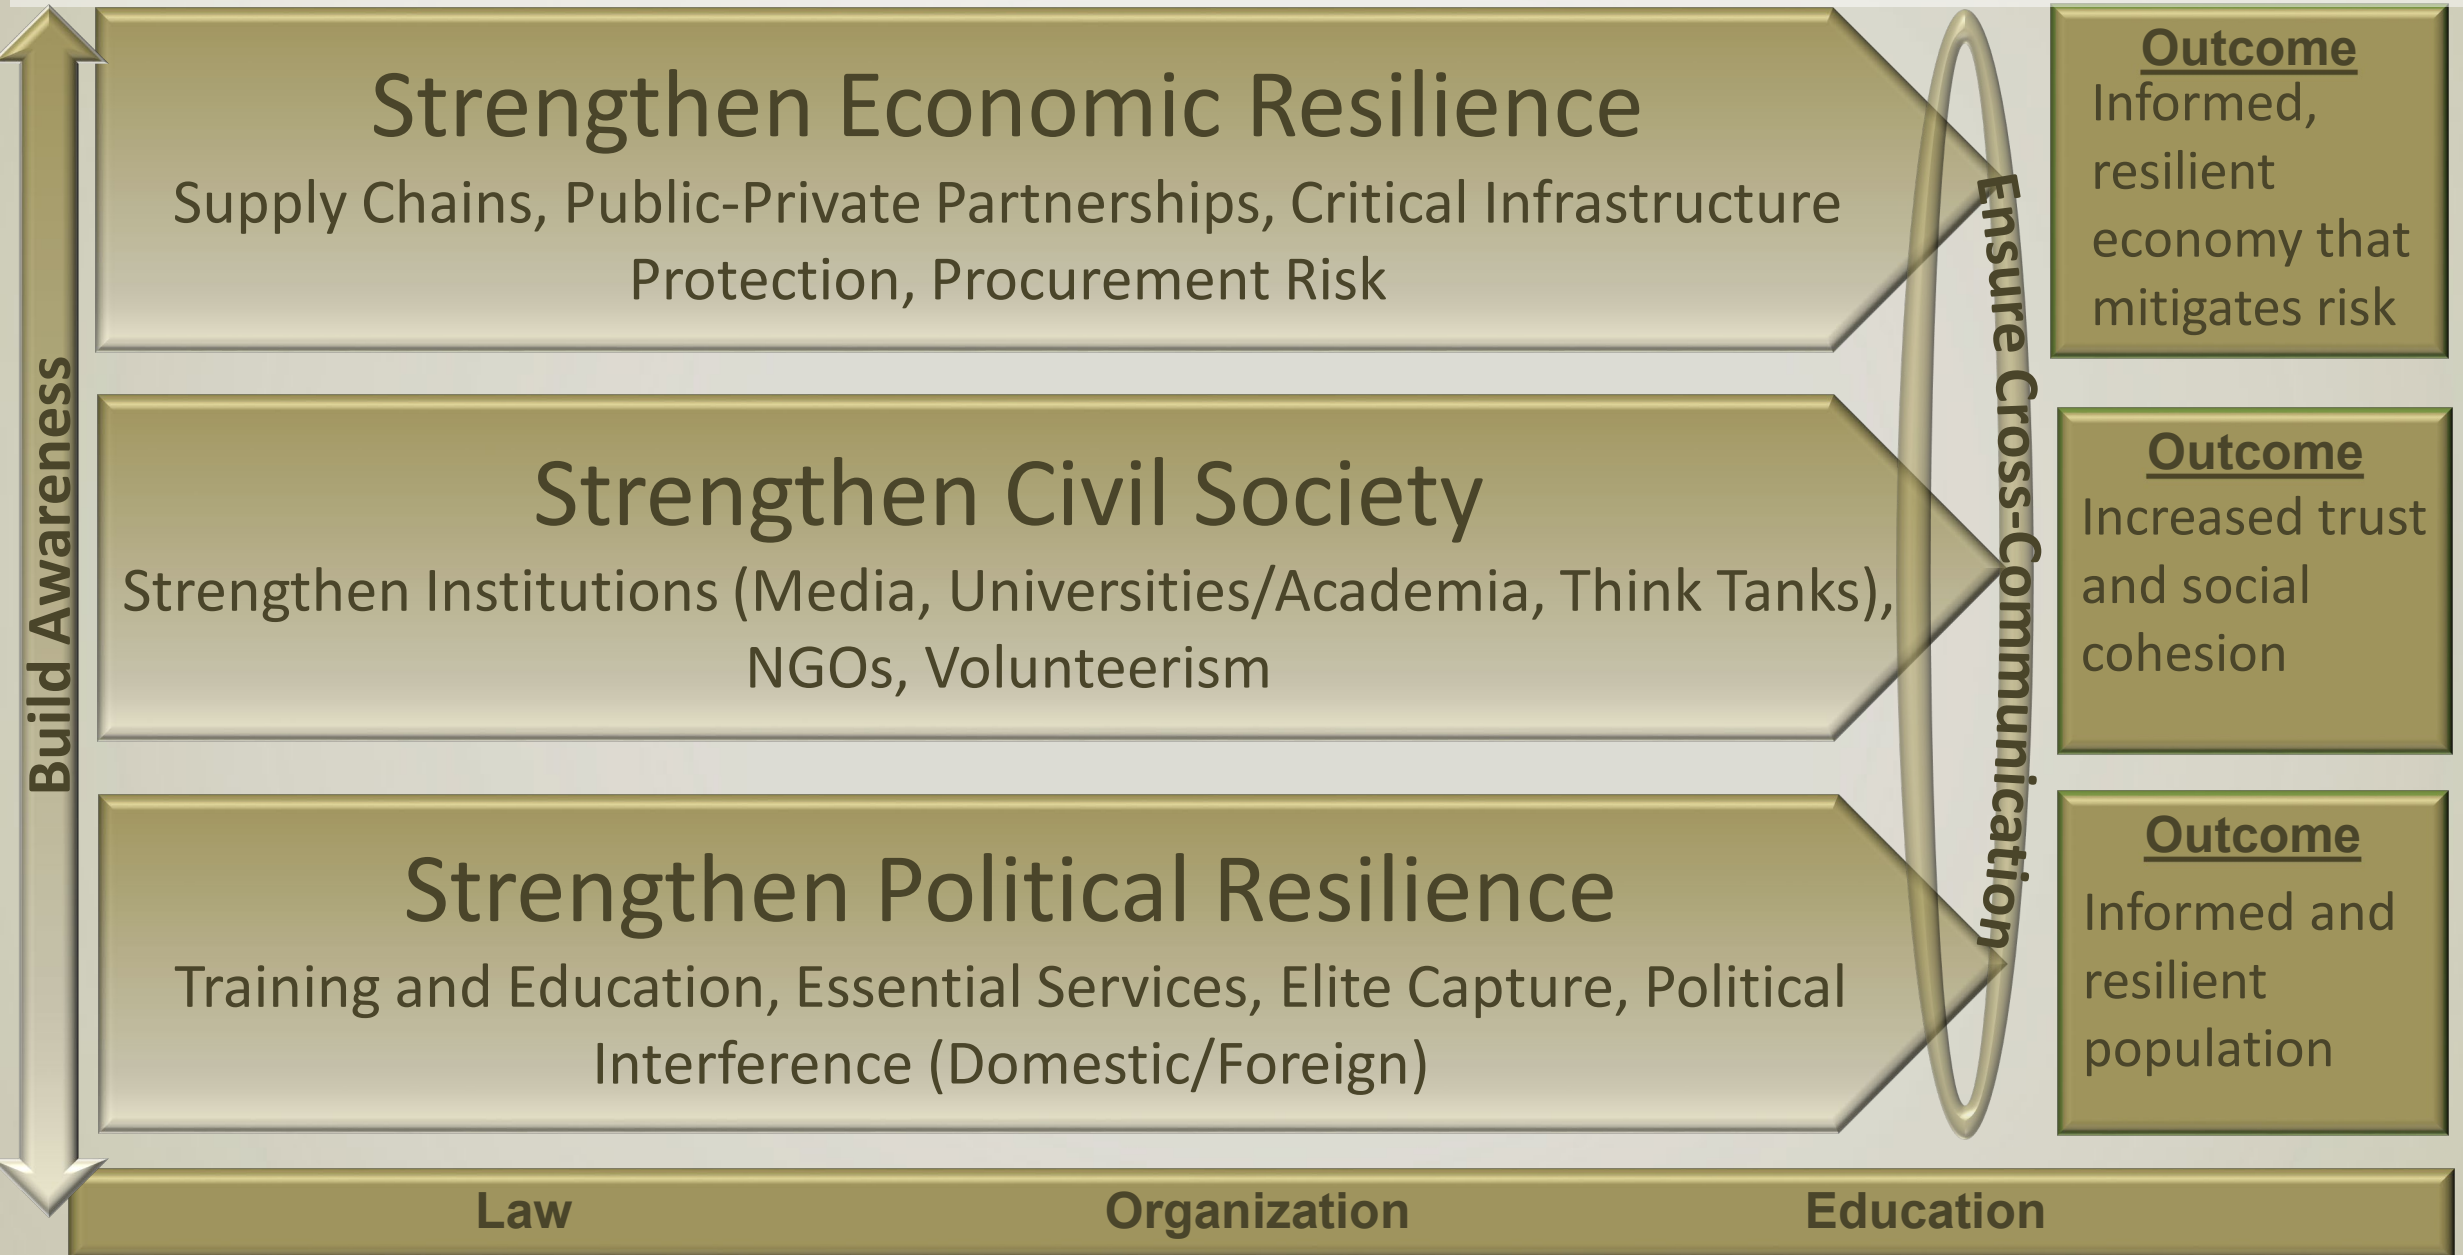 Build Awareness
Strengthen Economic Resilience
Supply Chains, Public-Private Partnerships, Critical Infrastructure
Protection, Procurement Risk
Strengthen Civil Society
Strengthen Institutions (Media, Universities/Academia, Think Tanks),
NGOs, Volunteerism
Strengthen Political Resilience
Training and Education, Essential Services, Elite Capture, Political
Interference (Domestic/Foreign)
Ensure Cross-Communication
Outcome
Informed,
resilient
economy that
mitigates risk
Outcome
Increased trust
and social
cohesion
Outcome
Informed and
resilient
population
Law
Organization
Education